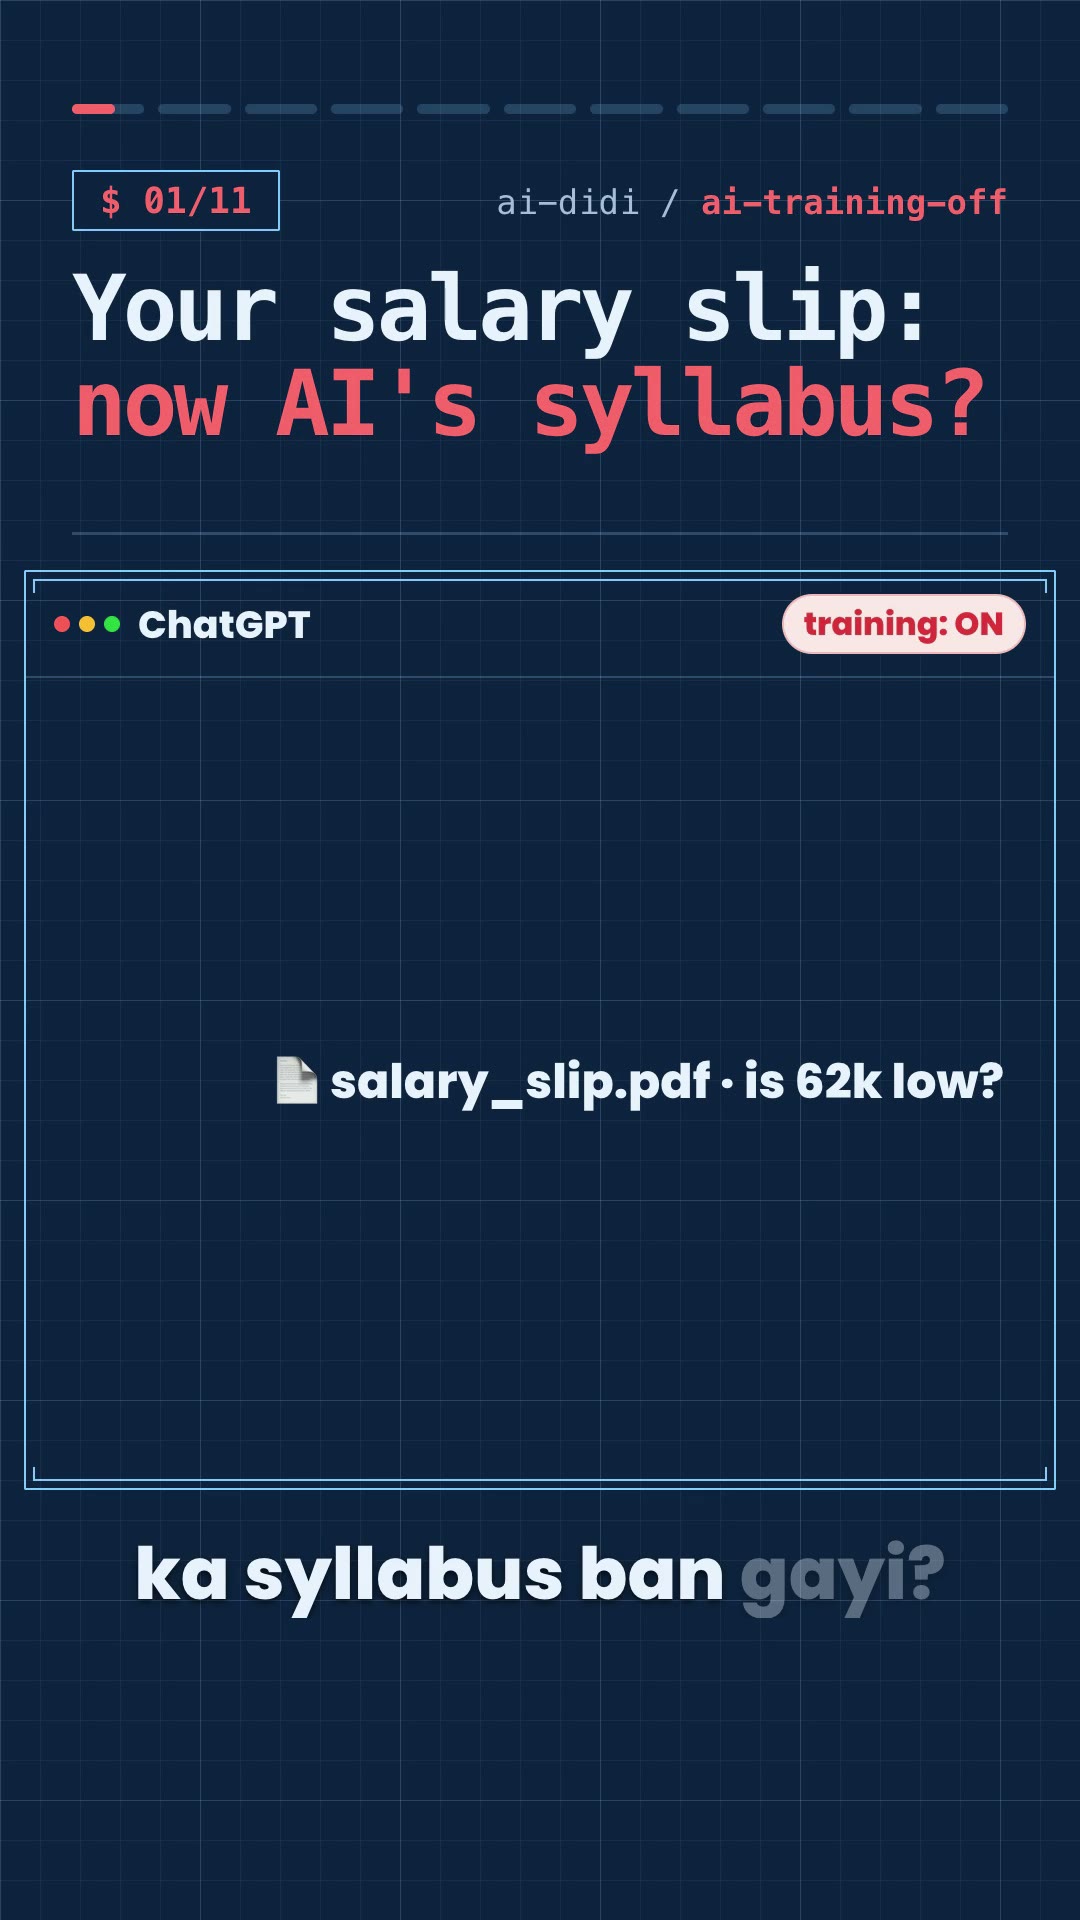 $ 01/11
ai-didi / ai-training-off
Your salary slip:
now AI's syllabus?
ChatGPT
training: ON
salary_slip.pdf · is 62k low?
ka syllabus ban gayi?